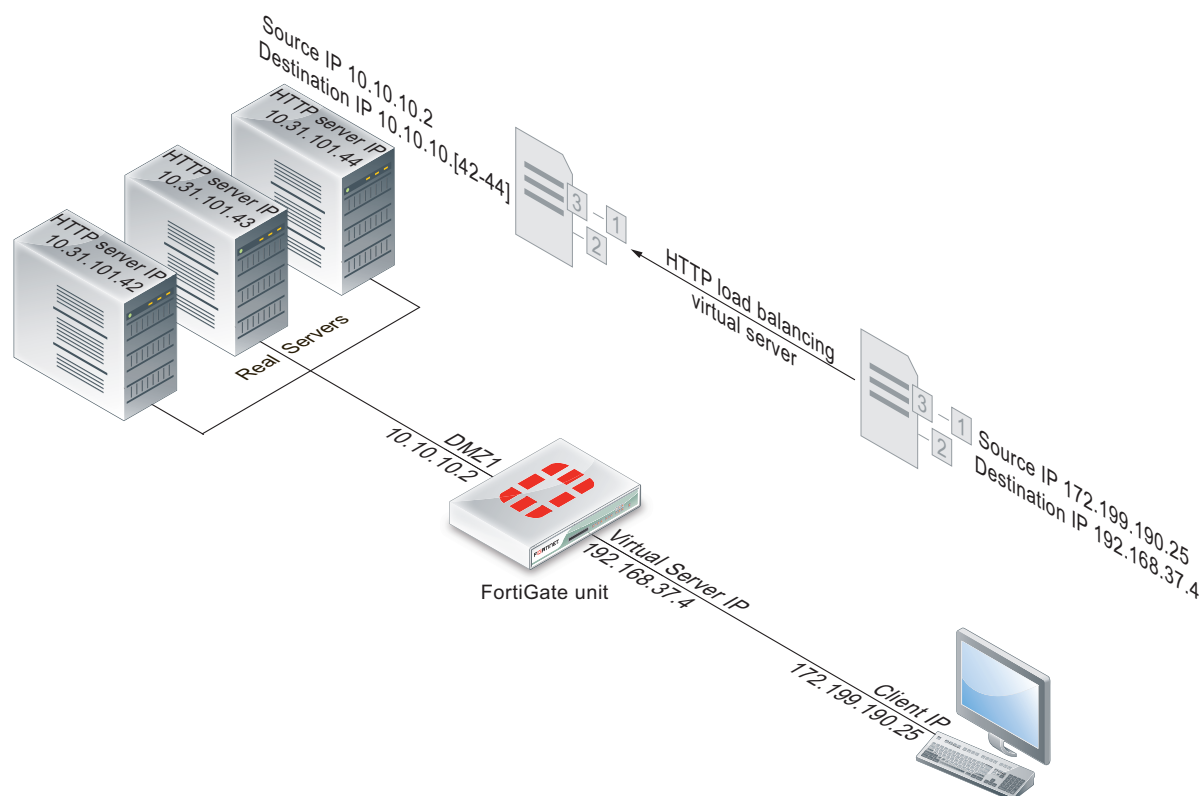 Source IP 10.10.10.2
Destination IP 10.10.10.[42-44]
HTTP server IP
10.31.101.44
HTTP server IP
10.31.101.43
HTTP server IP
10.31.101.42
Real Servers
3
1
2
HTTP load balancing
virtual server
3
1
2
Source IP 172.199.190.25
Destination IP 192.168.37.4
DMZ1
10.10.10.2
FORTINET
FortiGate unit
Virtual Server IP
192.168.37.4
Client IP
172.199.190.25